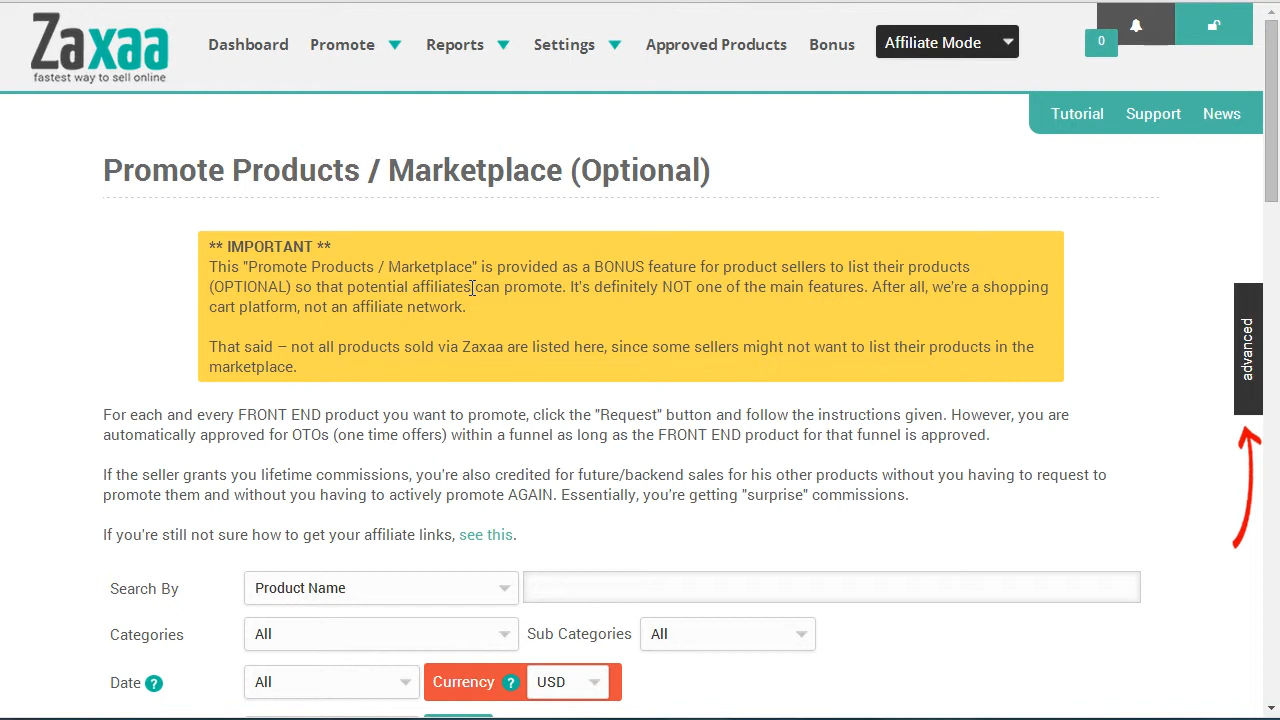 Zaxaa
fastest way to sell online
Dashboard Promote Reports Settings Approved Products Bonus Affiliate Mode
0
Tutorial Support News
Promote Products / Marketplace (Optional)
** IMPORTANT **
This "Promote Products / Marketplace" is provided as a BONUS feature for product sellers to list their products
(OPTIONAL) so that potential affiliates can promote. It's definitely NOT one of the main features. After all, we're a shopping
cart platform, not an affiliate network.
That said – not all products sold via Zaxaa are listed here, since some sellers might not want to list their products in the
marketplace.
advanced
For each and every FRONT END product you want to promote, click the "Request" button and follow the instructions given. However, you are
automatically approved for OTOs (one time offers) within a funnel as long as the FRONT END product for that funnel is approved.
If the seller grants you lifetime commissions, you're also credited for future/backend sales for his other products without you having to request to
promote them and without you having to actively promote AGAIN. Essentially, you're getting "surprise" commissions.
If you're still not sure how to get your affiliate links, see this.
Search By Product Name
Categories All Sub Categories All
Date ? All Currency ? USD